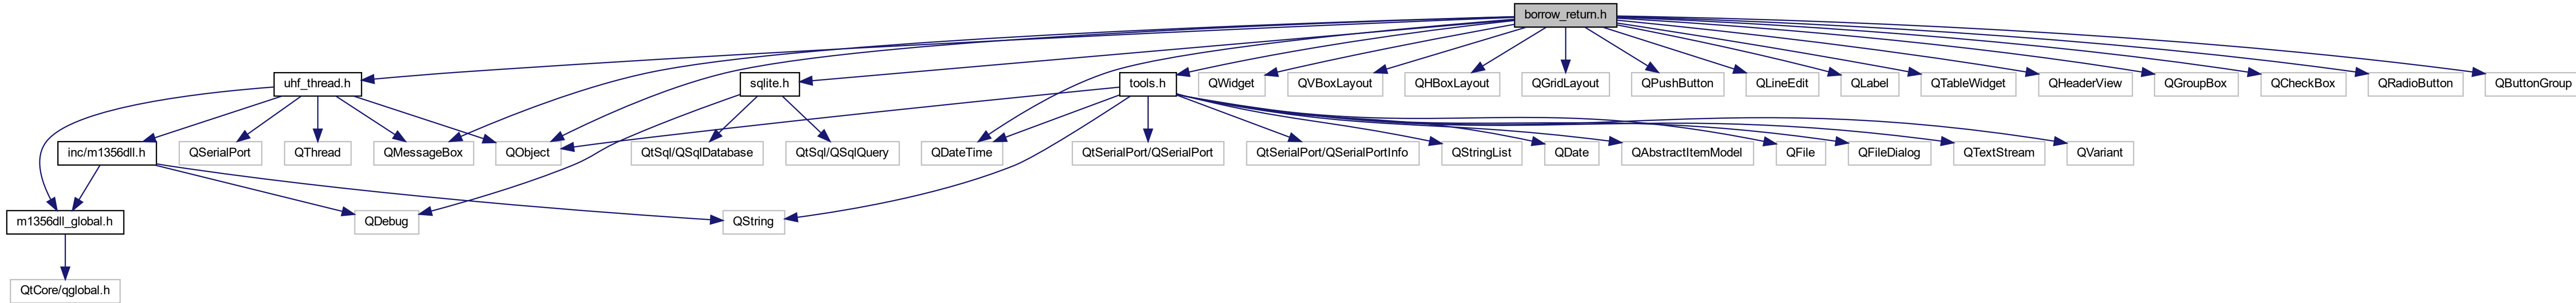 borrow_return.h
uhf_thread.h
sqlite.h
tools.h
QWidget
QVBoxLayout
QHBoxLayout
QGridLayout
QPushButton
QLineEdit
QLabel
QTableWidget
QHeaderView
QGroupBox
QCheckBox
QRadioButton
QButtonGroup
inc/m1356dll.h
QSerialPort
QThread
QMessageBox
QObject
QtSql/QSqlDatabase
QtSql/QSqlQuery
QDateTime
QtSerialPort/QSerialPort
QtSerialPort/QSerialPortInfo
QStringList
QDate
QAbstractItemModel
QFile
QFileDialog
QTextStream
QVariant
m1356dll_global.h
QDebug
QString
QtCore/qglobal.h